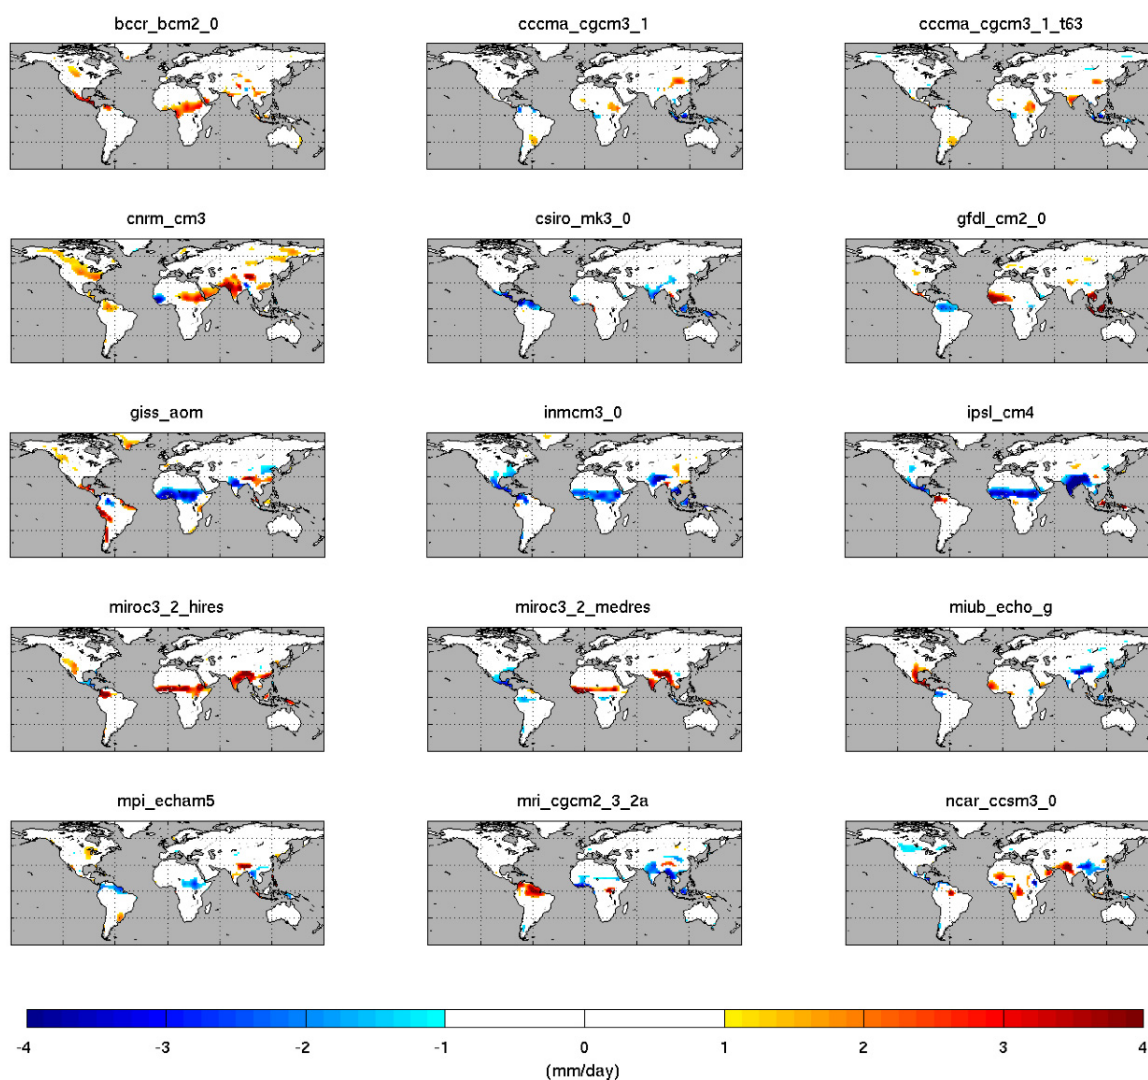 bccr_bcm2_0 cccma_cgcm3_1 cccma_cgcm3_1_t63
cnrm_cm3 csiro_mk3_0 gfdl_cm2_0
giss_aom inmcm3_0 ipsl_cm4
miroc3_2_hires miroc3_2_medres miub_echo_g
mpi_echam5 mri_cgcm2_3_2a ncar_ccsm3_0
-4 -3 -2 -1 0 1 2 3 4
(mm/day)